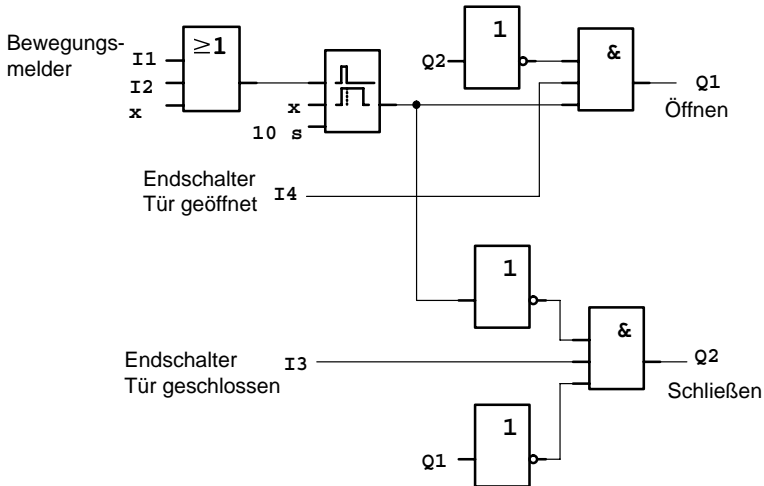 Bewegungs-
melder
I1
I2
x
≥1
x
10 s
Q2
1
&
Q1
Öffnen
Endschalter
Tür geöffnet
I4
1
Endschalter
Tür geschlossen
I3
&
Q2
Schließen
1
Q1